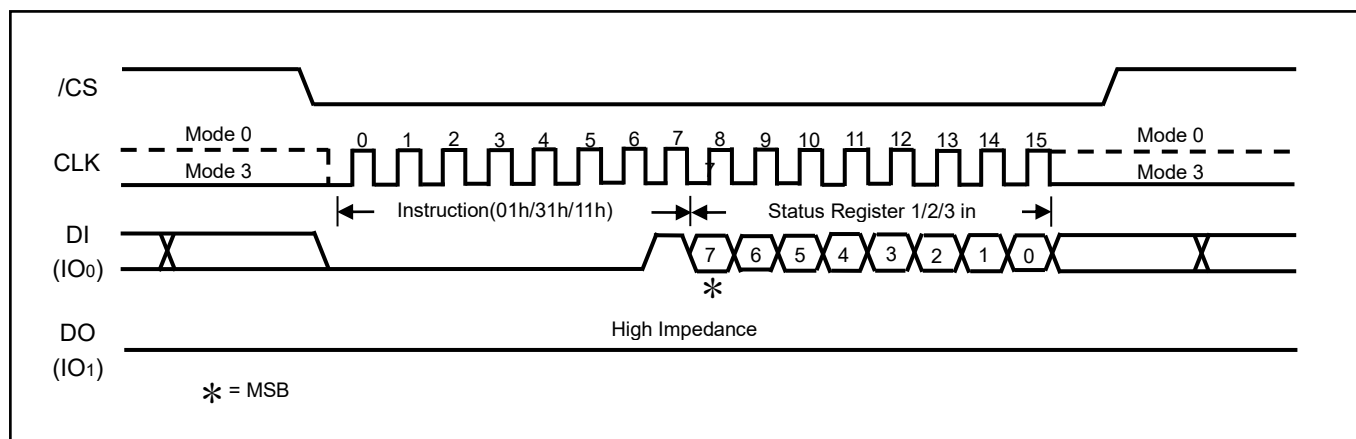 /CS
Mode 0
0 1 2 3 4 5 6 7 8 9 10 11 12 13 14 15
Mode 0
CLK
7
Mode 3
Mode 3
Instruction(01h/31h/11h)
Status Register 1/2/3 in
DI
(IO0)
7 6 5 4 3 2 1 0
*
DO
High Impedance
(IO1)
* = MSB